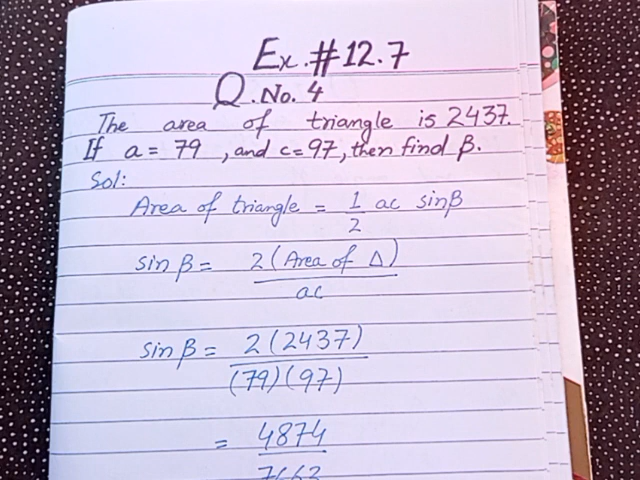 Ex.#12.7
Q.No. 4
The area of triangle is 2437.
If a = 79 , and c = 97, then find β.
Sol:
Area of triangle = 1/2 ac sinβ
sin β = 2 (Area of Δ) / ac
sin β = 2 (2437) / (79)(97)
= 4874 / 7663